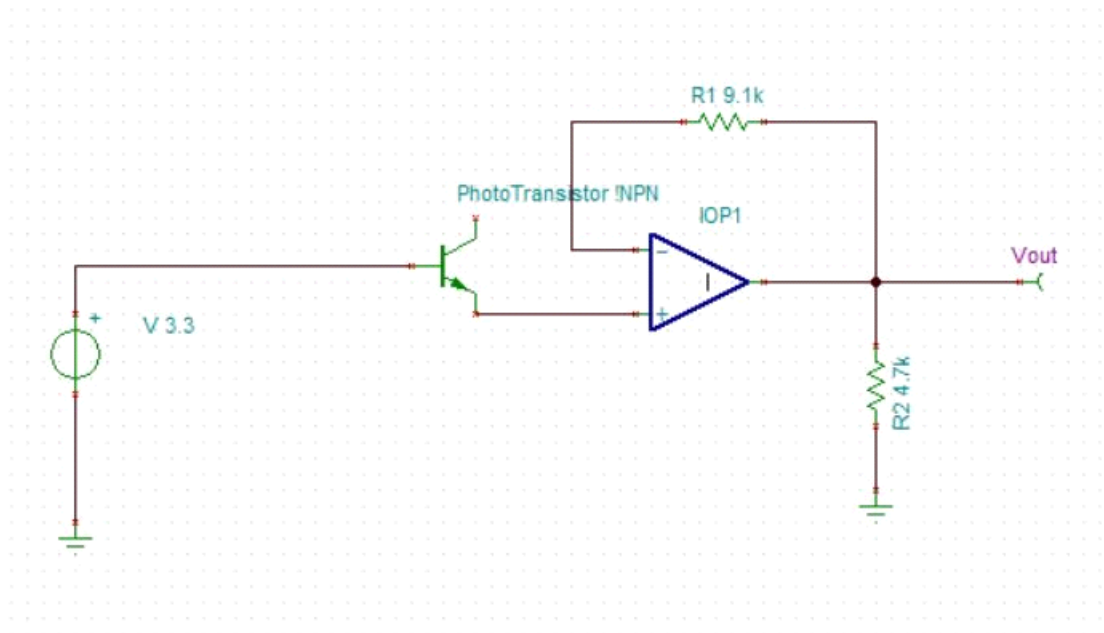 R1 9.1k
PhotoTransistor !NPN
IOP1
Vout
+
V 3.3
−
+
I
R2 4.7k